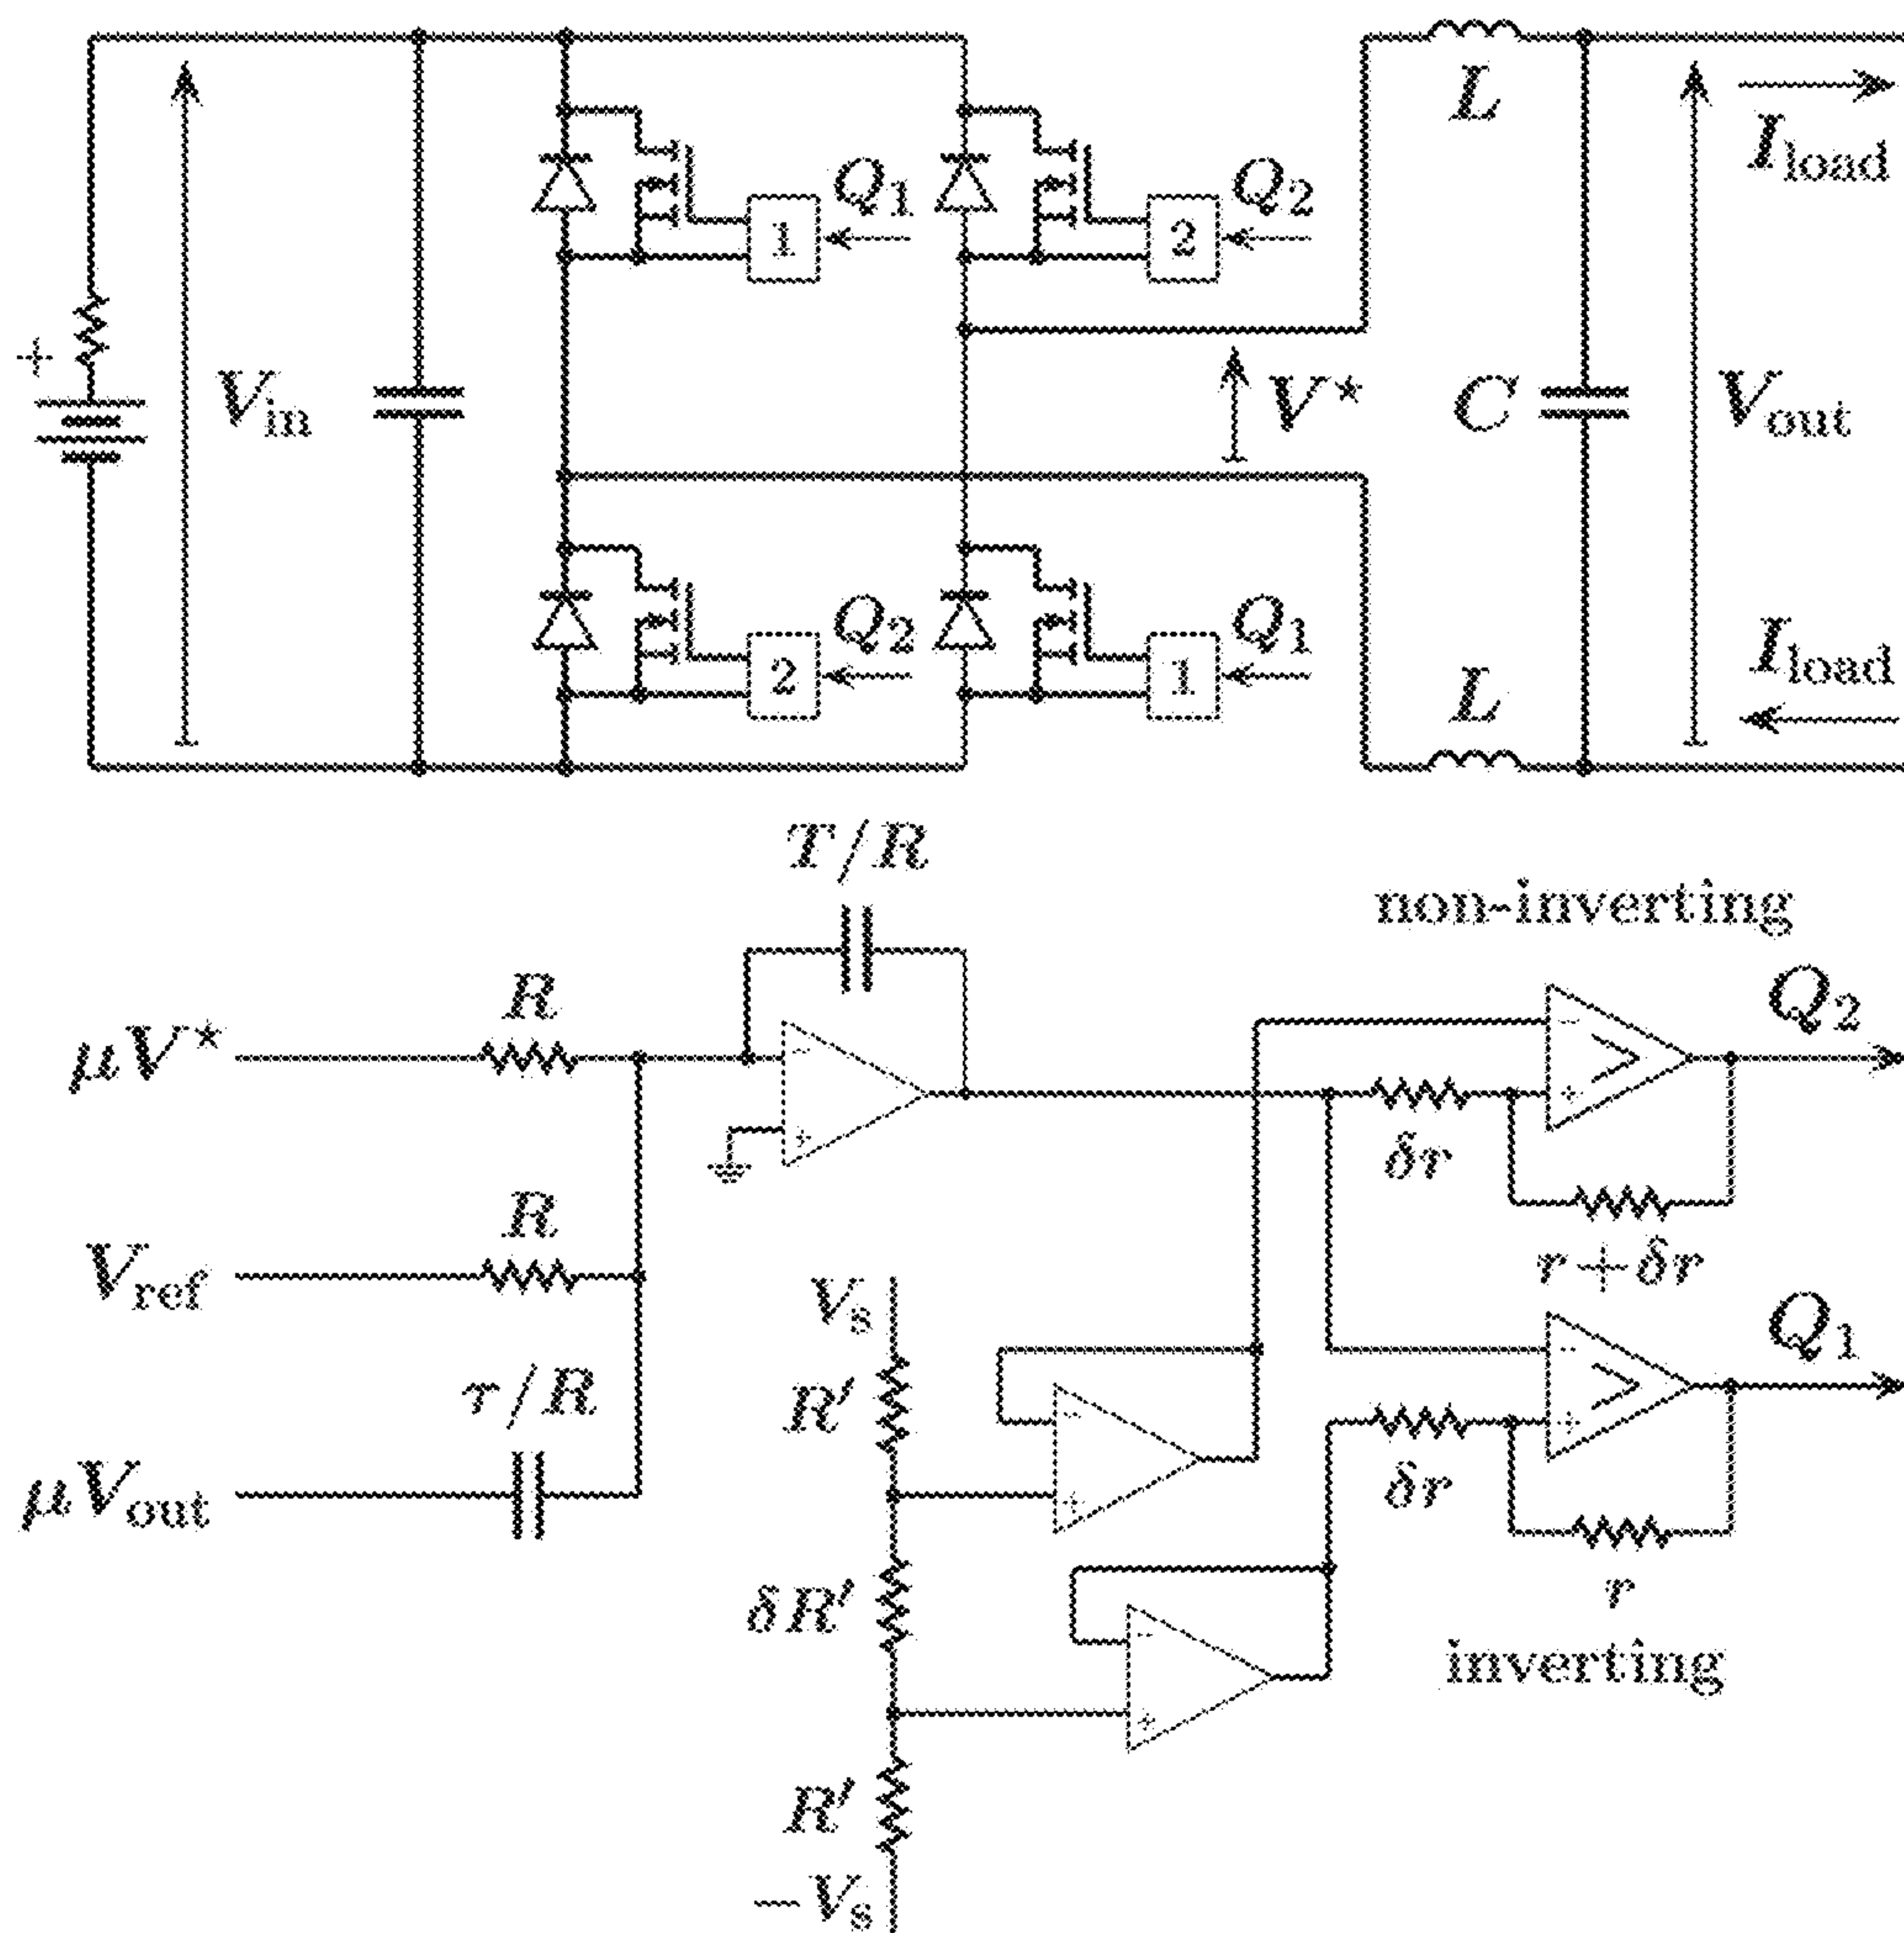 L
I_load
Q_1
Q_2
1
2
+
V_in
V^⋆
C
V_out
Q_2
Q_1
2
1
L
I_load
T/R
non-inverting
R
Q_2
μV^⋆
-
>
+
-
+
δr
R
r+δr
V_ref
V_s
Q_1
-
>
r/R
R′
-
+
δr
μV_out
+
r
δR′
-
inverting
+
R′
−V_s